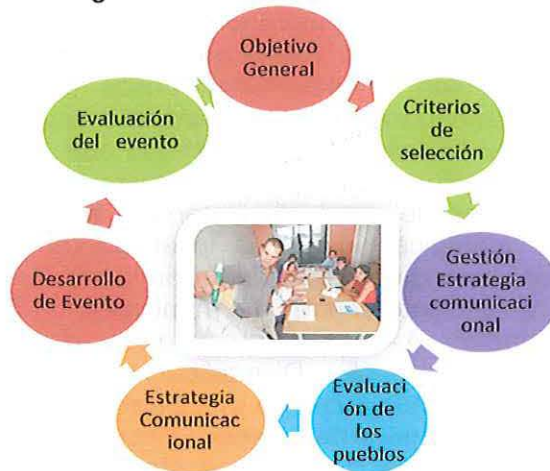 Objetivo
General
Criterios
de
selección
Gestión
Estrategia
comunicaci
onal
Evaluaci
ón de
los
pueblos
Estrategia
Comunicac
ional
Desarrollo
de Evento
Evaluación
del evento